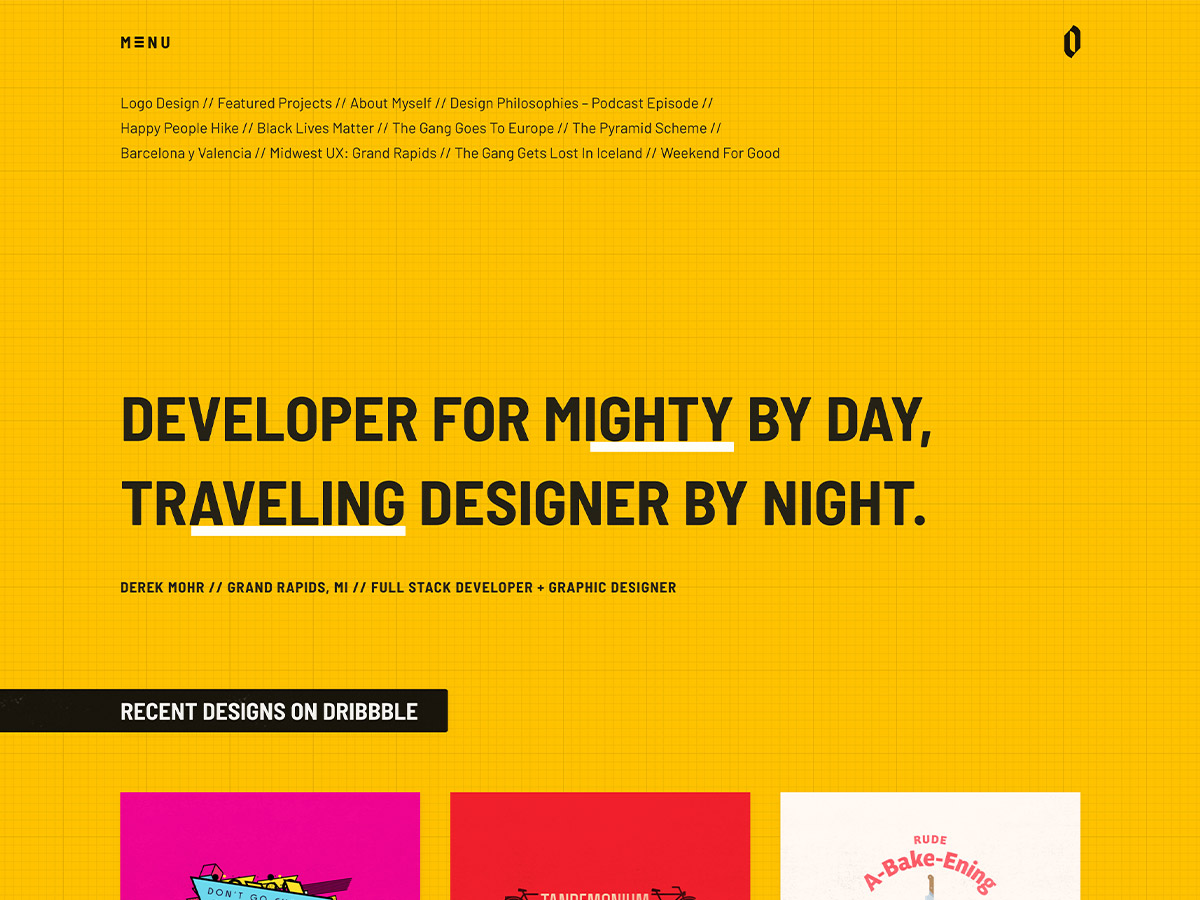 MENU
Logo Design // Featured Projects // About Myself // Design Philosophies – Podcast Episode //
Happy People Hike // Black Lives Matter // The Gang Goes To Europe // The Pyramid Scheme //
Barcelona y Valencia // Midwest UX: Grand Rapids // The Gang Gets Lost In Iceland // Weekend For Good
DEVELOPER FOR MIGHTY BY DAY,
TRAVELING DESIGNER BY NIGHT.
DEREK MOHR // GRAND RAPIDS, MI // FULL STACK DEVELOPER + GRAPHIC DESIGNER
RECENT DESIGNS ON DRIBBBLE
DON'T GO
TANDEMONIUM
RUDE
A-Bake-Ening